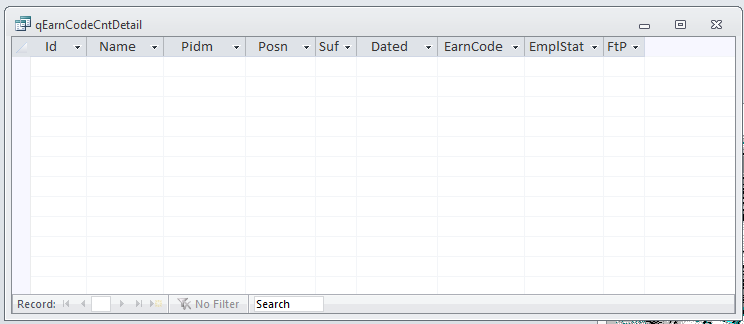 qEarnCodeCntDetail
Id Name Pidm Posn Suf Dated EarnCode EmplStat FtP
Record: No Filter Search